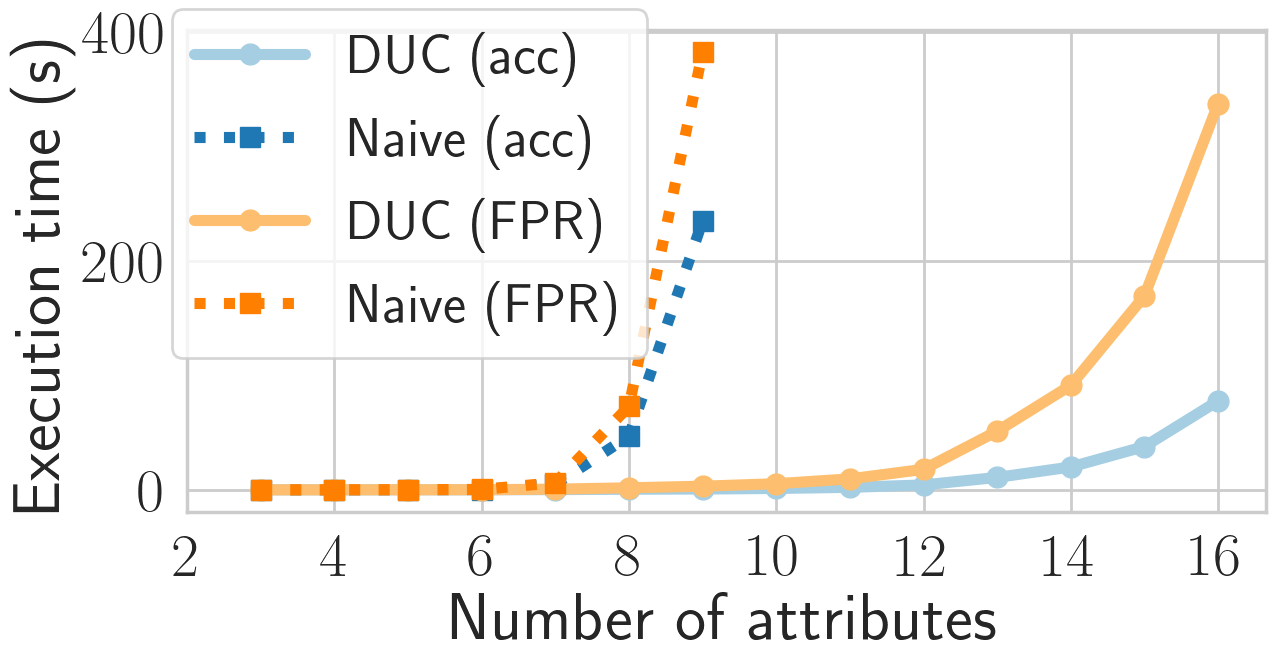 Execution time (s)
400
200
0
DUC (acc)
Naive (acc)
DUC (FPR)
Naive (FPR)
2 4 6 8 10 12 14 16
Number of attributes